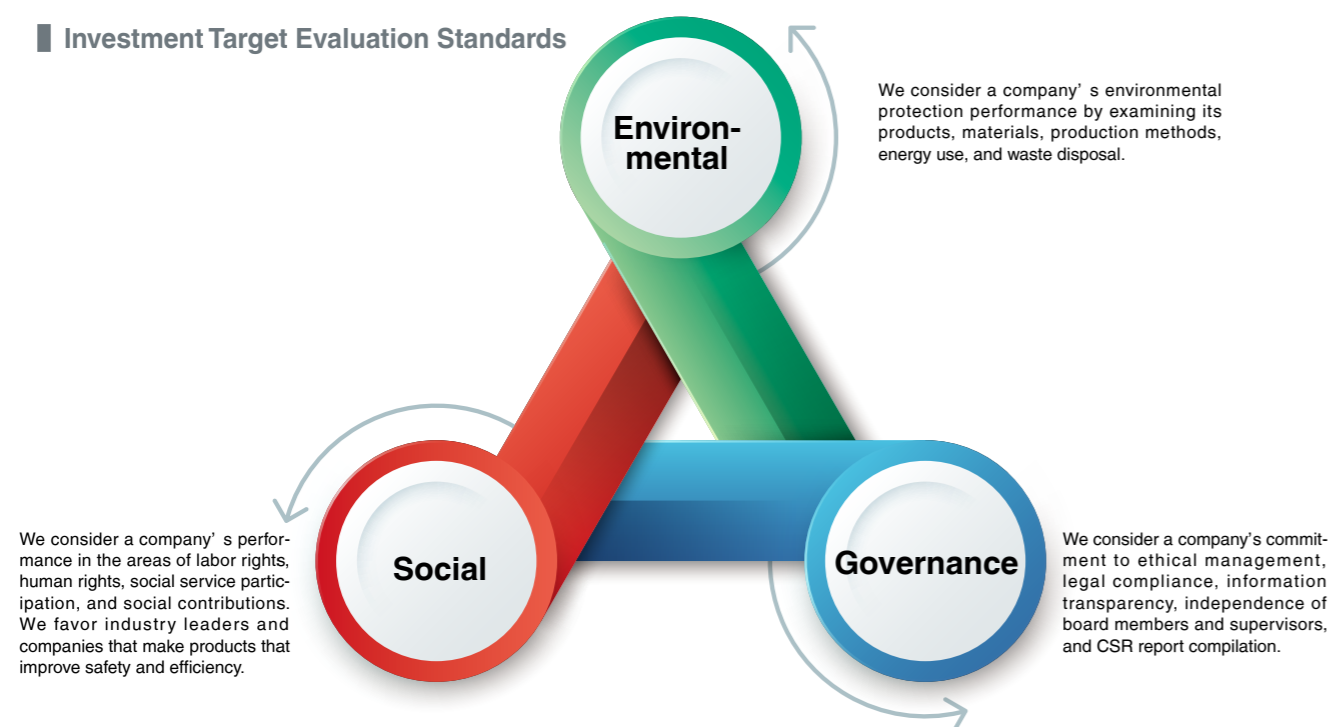 Investment Target Evaluation Standards
Environ-
mental
We consider a company' s environmental
protection performance by examining its
products, materials, production methods,
energy use, and waste disposal.
Social
We consider a company' s perfor-
mance in the areas of labor rights,
human rights, social service partic-
ipation, and social contributions.
We favor industry leaders and
companies that make products that
improve safety and efficiency.
Governance
We consider a company's commit-
ment to ethical management,
legal compliance, information
transparency, independence of
board members and supervisors,
and CSR report compilation.